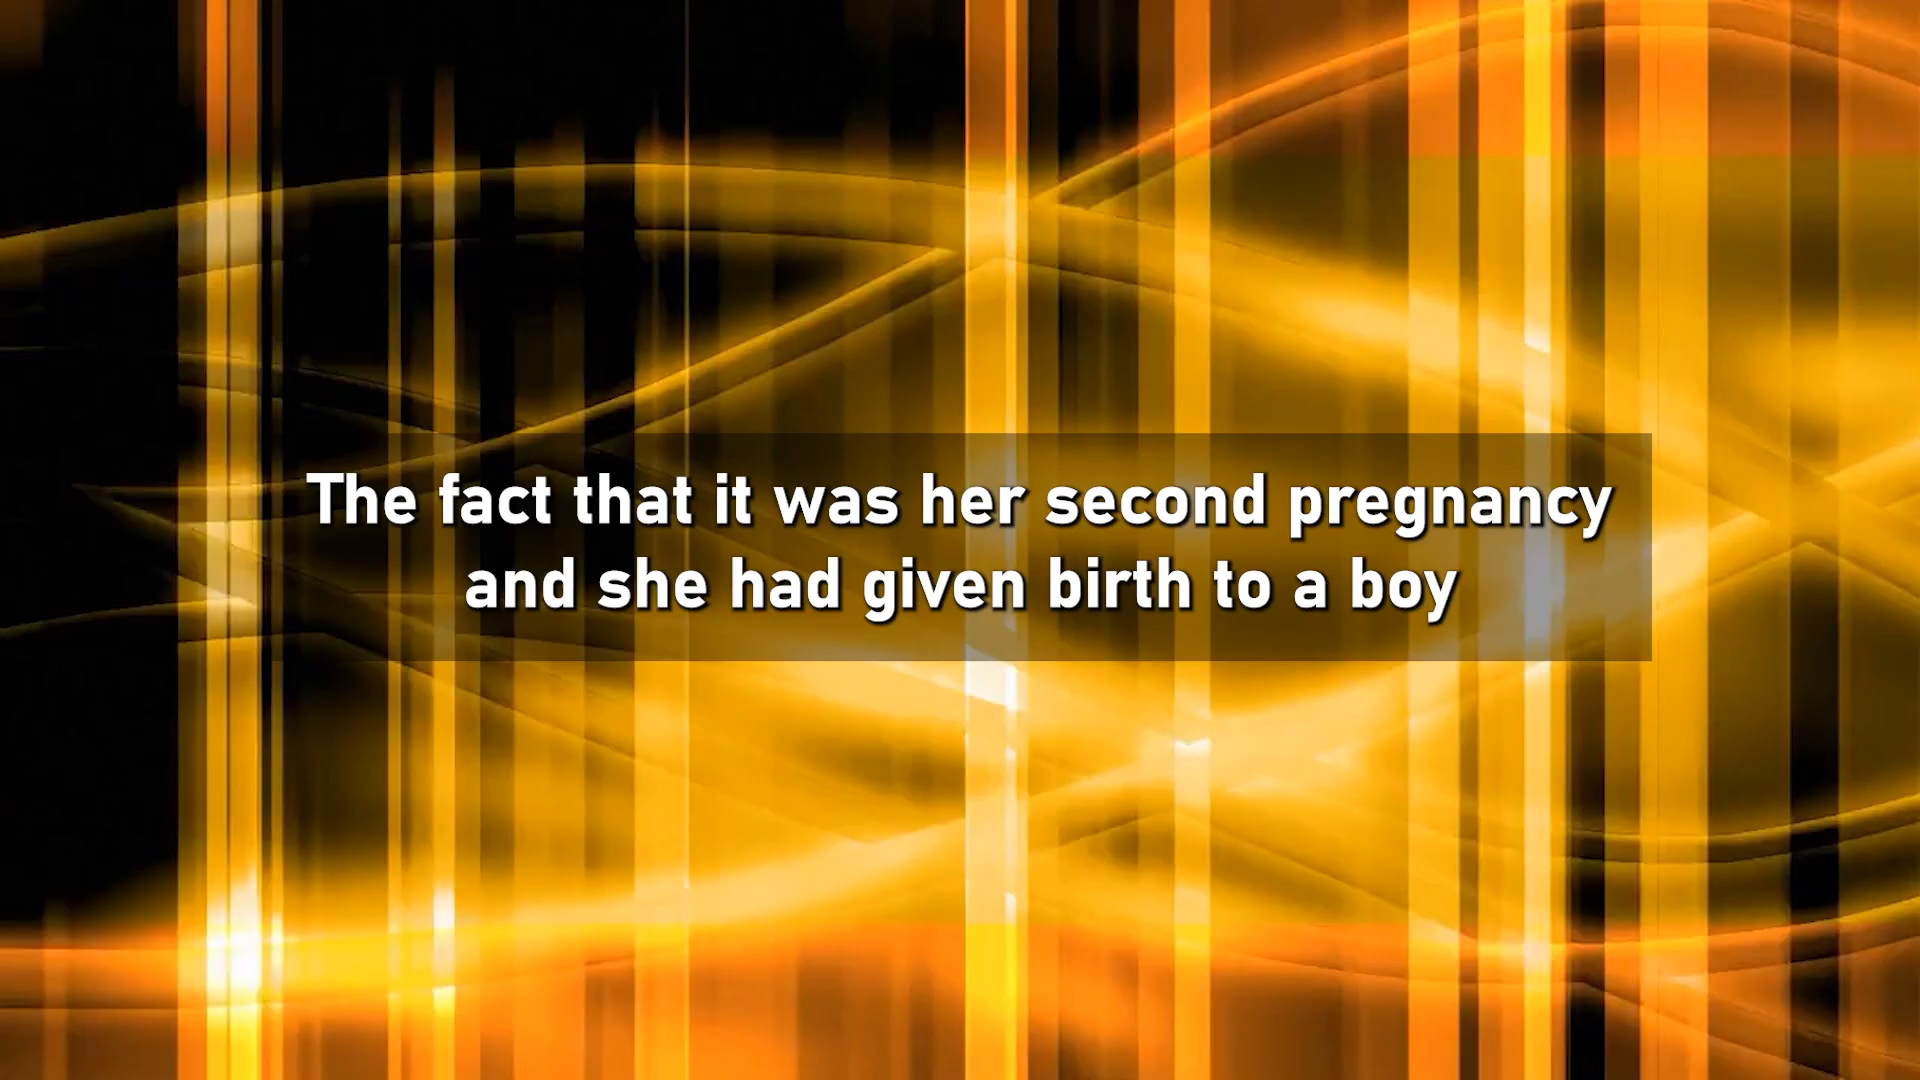 The fact that it was her second pregnancy
and she had given birth to a boy